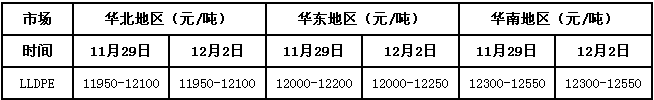 市场 华北地区（元/吨） 华东地区（元/吨） 华南地区（元/吨）
时间 11月29日 12月2日 11月29日 12月2日 11月29日 12月2日
LLDPE 11950-12100 11950-12100 12000-12200 12000-12250 12300-12550 12300-12550